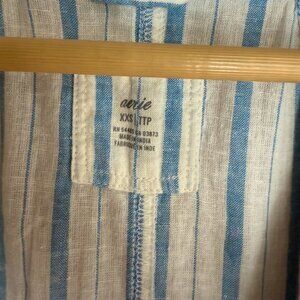 aerie
XXS TTP
RN 54485 CA 03873
MADE IN INDIA
FABRIQUÉ EN INDE